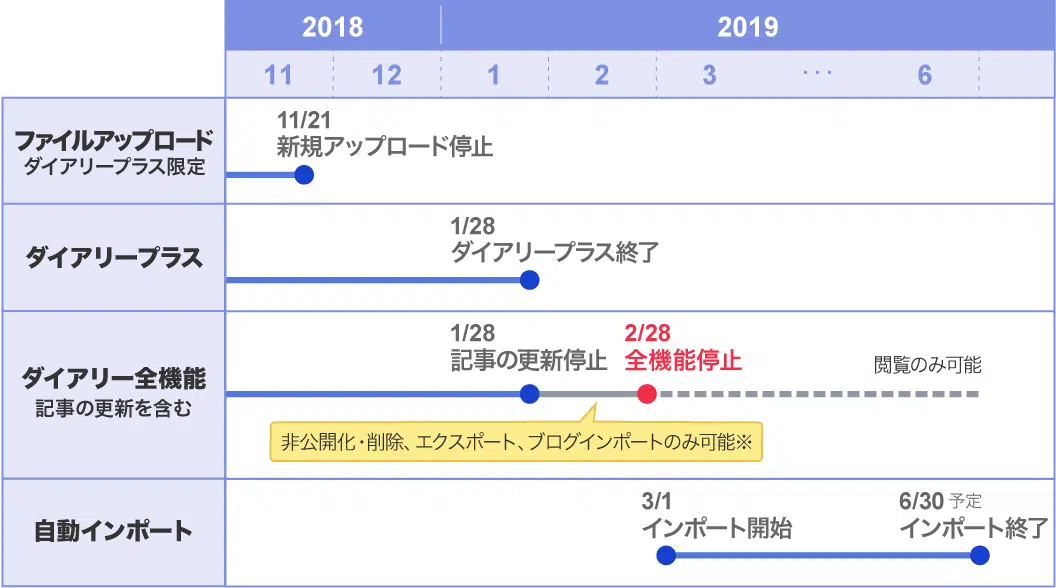 2018
2019
11
12
1
2
3
・・・
6
ファイルアップロード
ダイアリープラス限定
11/21
新規アップロード停止
ダイアリープラス
1/28
ダイアリープラス終了
ダイアリー全機能
記事の更新を含む
1/28
記事の更新停止
2/28
全機能停止
閲覧のみ可能
非公開化・削除、エクスポート、ブログインポートのみ可能※
自動インポート
3/1
インポート開始
6/30 予定
インポート終了